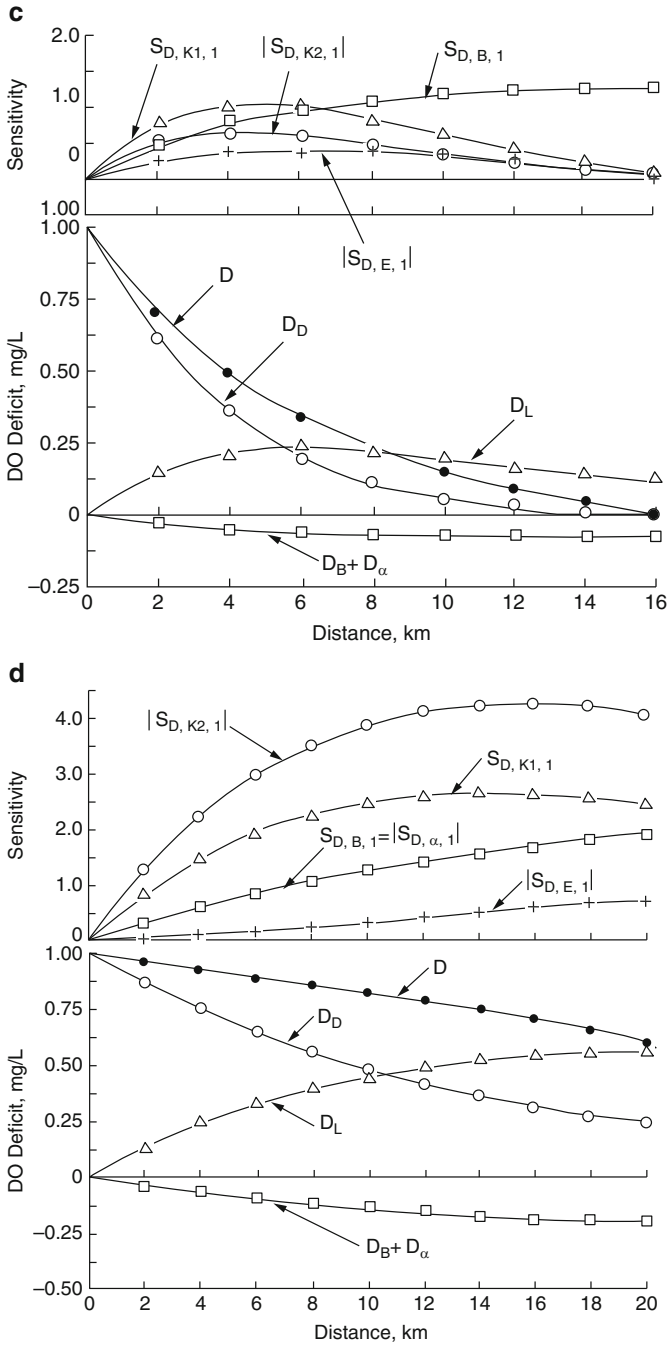 c
2.0
S_D, K1, 1
|S_D, K2, 1|
S_D, B, 1
1.0
Sensitivity
0
1.00
|S_D, E, 1|
1.00
D
0.75
D_D
0.50
DO Deficit, mg/L
D_L
0.25
0
D_B + D_α
−0.25
0 2 4 6 8 10 12 14 16
Distance, km
d
4.0
|S_D, K2, 1|
3.0
S_D, K1, 1
Sensitivity
2.0
S_D, B, 1 = |S_D, α, 1|
1.0
|S_D, E, 1|
0
1.00
D
D_D
0.75
0.50
DO Deficit, mg/L
0.25
D_L
0
−0.25
D_B + D_α
−0.50
0 2 4 6 8 10 12 14 16 18 20
Distance, km